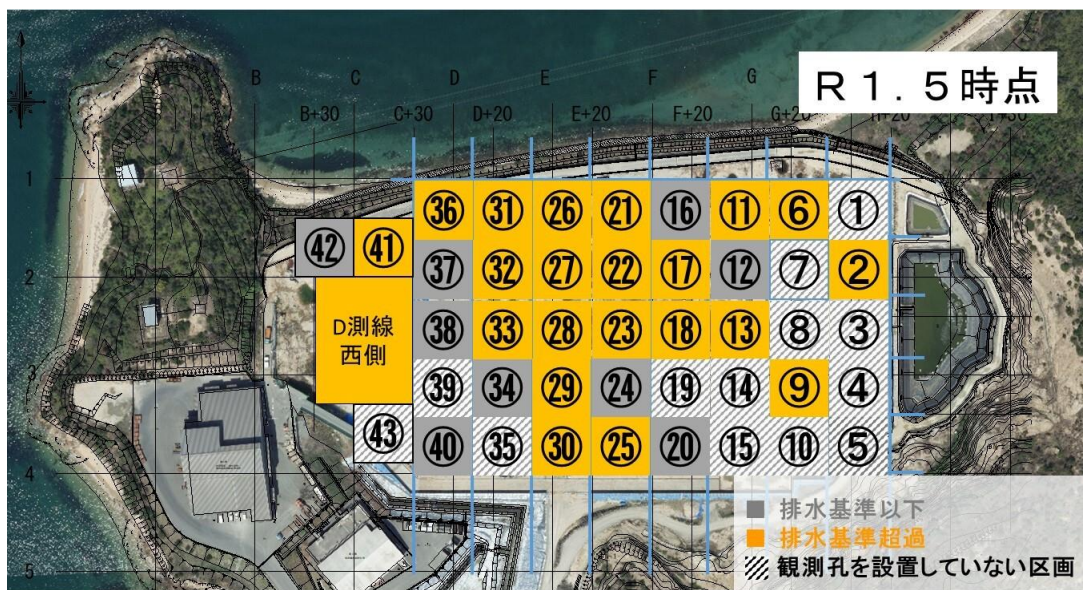 R1.5時点
A B C D E F G
B+30 C+30 D+20 E+20 F+20 G+20 H+20
1
㊱ ㉛ ㉖ ㉑ ⑯ ⑪ ⑥ ①
㊷ ㊶
2
㊲ ㉜ ㉗ ㉒ ⑰ ⑫ ⑦ ②
D測線
西側
㊳ ㉝ ㉘ ㉓ ⑱ ⑬ ⑧ ③
3
㊴ ㉞ ㉙ ㉔ ⑲ ⑭ ⑨ ④
㊸
㊵ ㉟ ㉚ ㉕ ⑳ ⑮ ⑩ ⑤
4
排水基準以下
排水基準超過
観測孔を設置していない区画
5